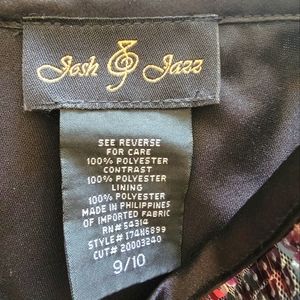 Josh & Jazz
SEE REVERSE
FOR CARE
100% POLYESTER
CONTRAST
100% POLYESTER
LINING
100% POLYESTER
MADE IN PHILIPPINES
OF IMPORTED FABRIC
RN# 54314
STYLE# I74N6899
CUT# 20003240
9/10